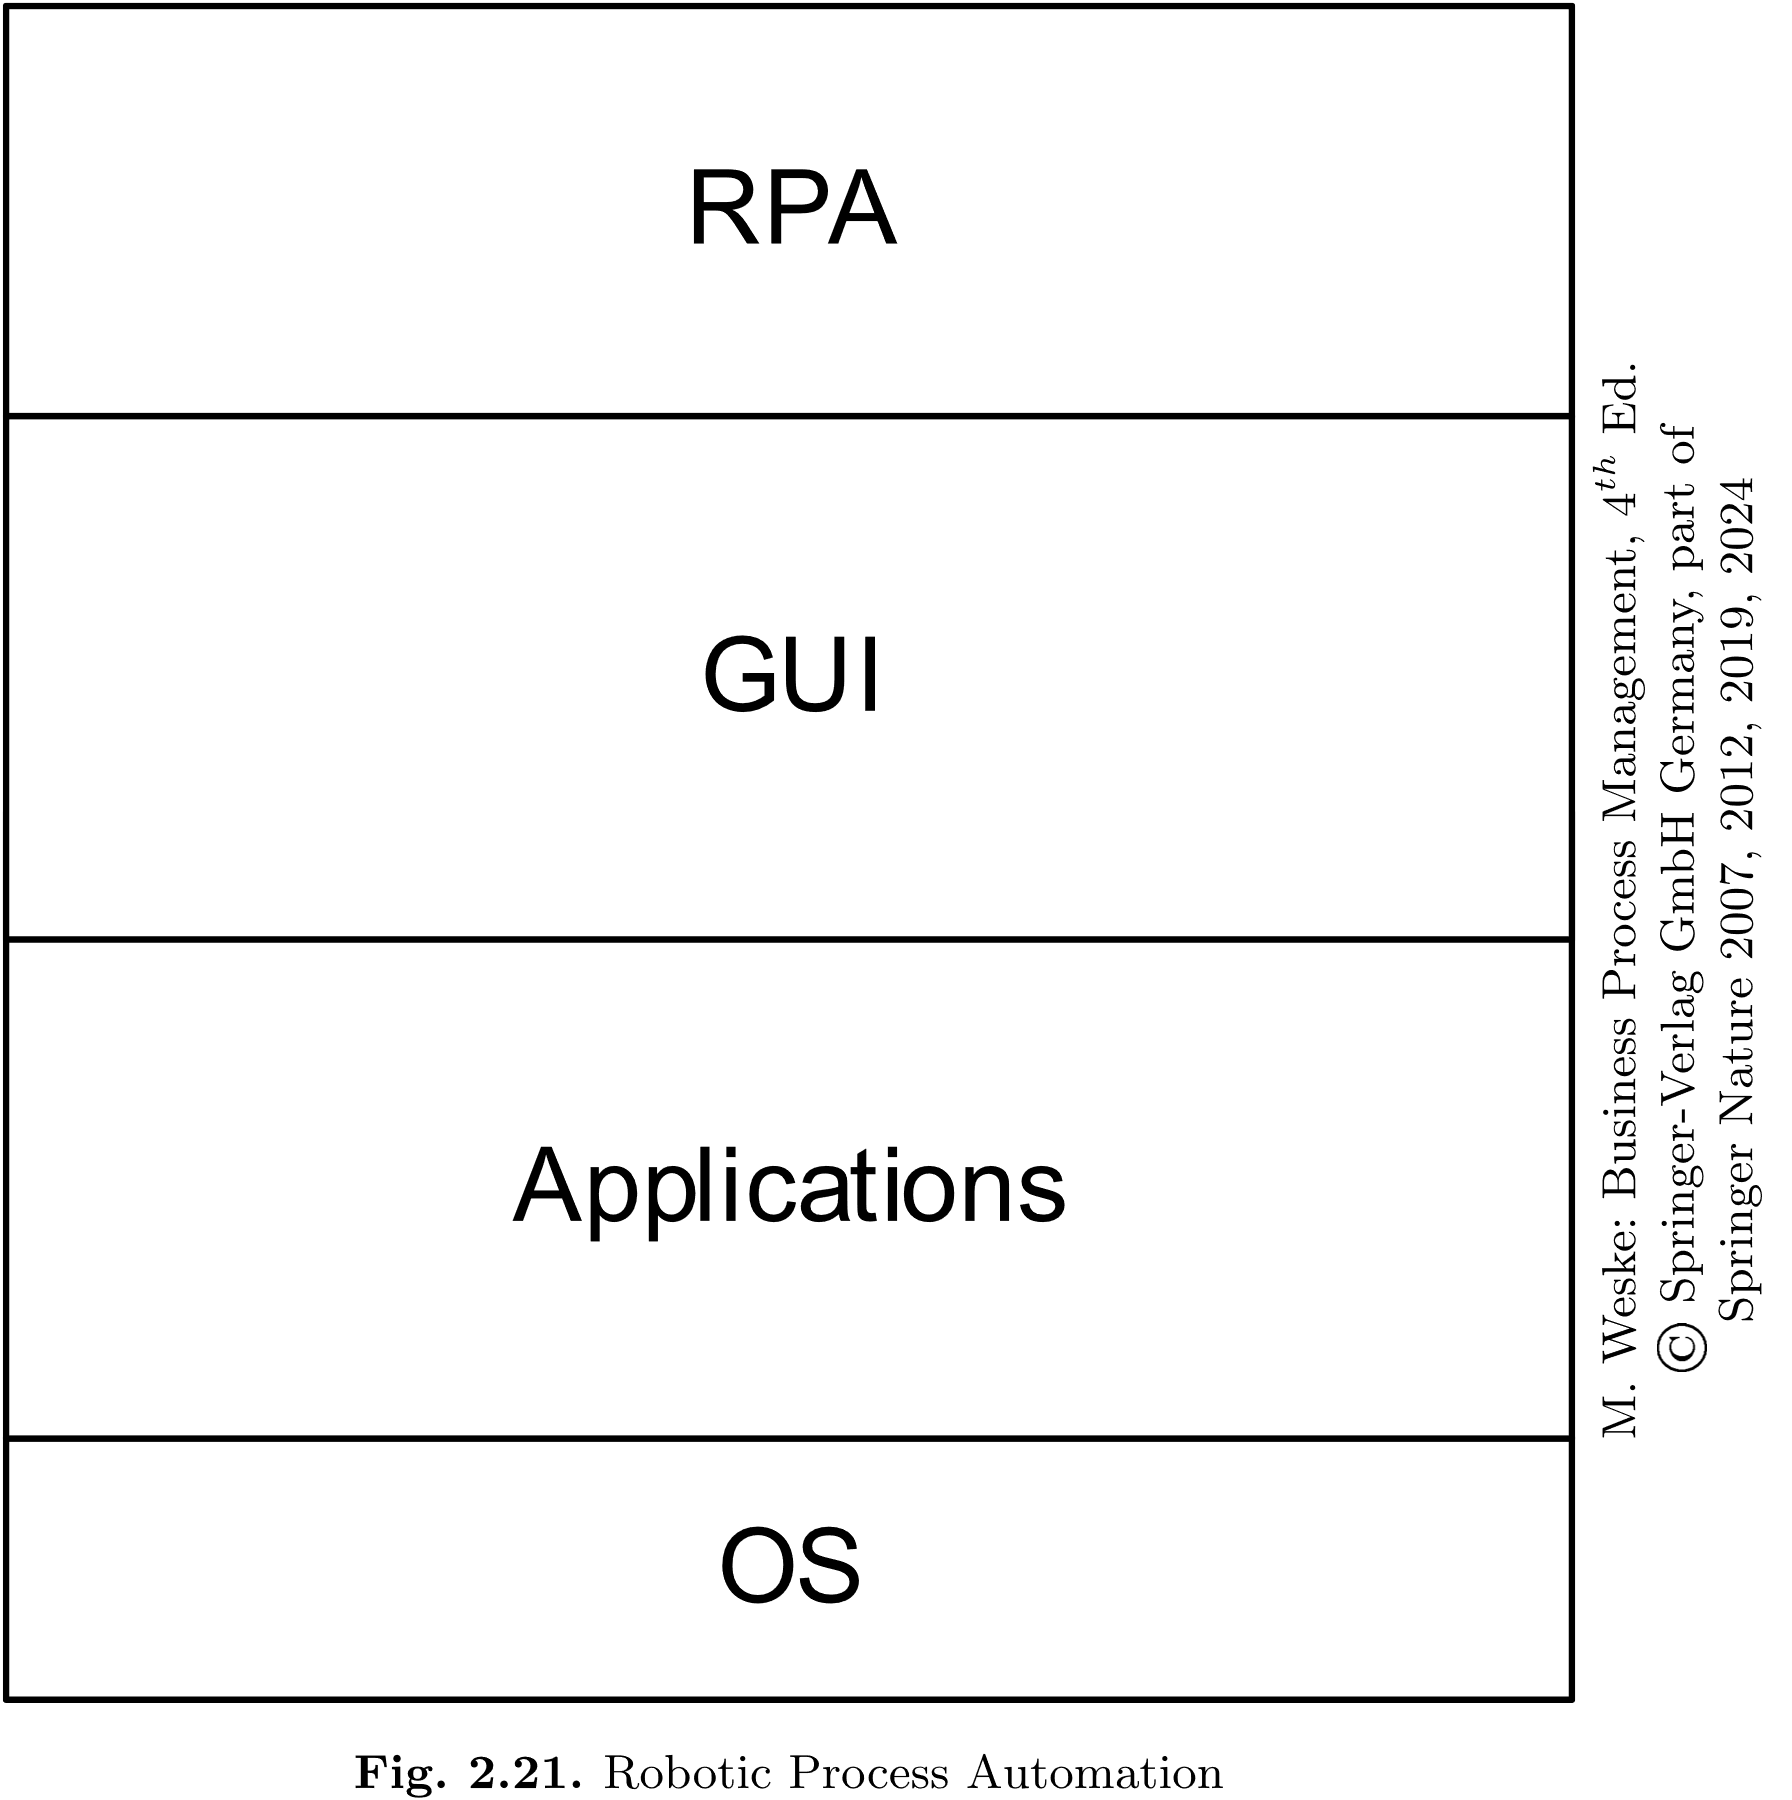 RPA
GUI
Applications
OS
M. Weske: Business Process Management, 4th Ed.
© Springer-Verlag GmbH Germany, part of
Springer Nature 2007, 2012, 2019, 2024
Fig. 2.21. Robotic Process Automation